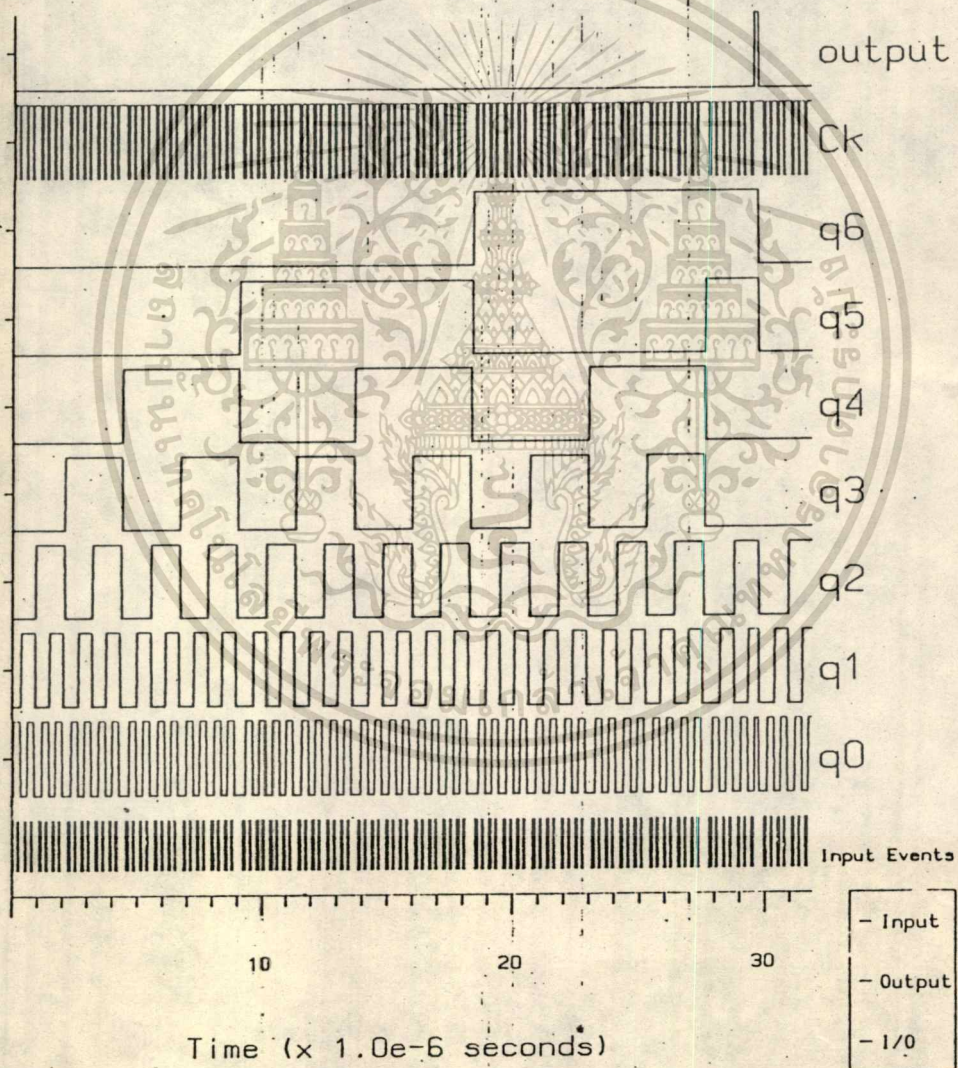 output
Ck
q6
q5
q4
q3
q2
q1
q0
Input Events
10
20
30
Time (x 1.0e-6 seconds)
- Input
- Output
- I/O